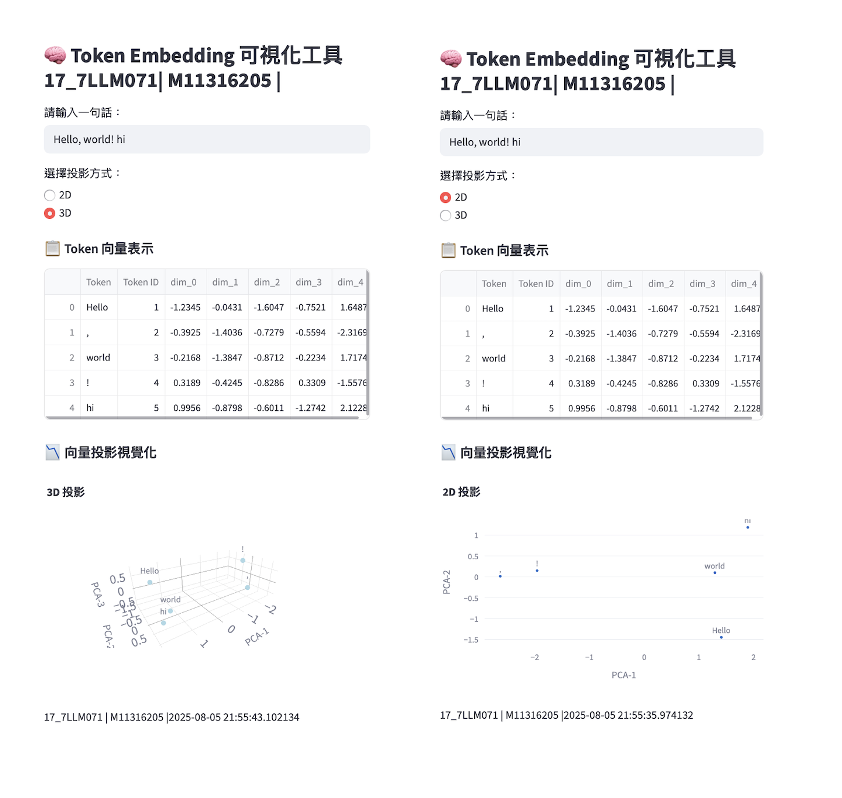 🧠 Token Embedding 可視化工具
17_7LLM071| M11316205 |
請輸入一句話：
Hello, world! hi
選擇投影方式：
2D
3D
📋 Token 向量表示
Token Token ID dim_0 dim_1 dim_2 dim_3 dim_4
0 Hello 1 -1.2345 -0.0431 -1.6047 -0.7521 1.6487
1 , 2 -0.3925 -1.4036 -0.7279 -0.5594 -2.3169
2 world 3 -0.2168 -1.3847 -0.8712 -0.2234 1.7174
3 ! 4 0.3189 -0.4245 -0.8286 0.3309 -1.5576
4 hi 5 0.9956 -0.8798 -0.6011 -1.2742 2.1228
📉 向量投影視覺化
3D 投影
!
Hello
,
world
hi
0.5
0
−0.5
−1
PCA-3
−0.5
0
0.5
PCA-2
1
0
−1
−2
PCA-1
17_7LLM071 | M11316205 |2025-08-05 21:55:43.102134
🧠 Token Embedding 可視化工具
17_7LLM071| M11316205 |
請輸入一句話：
Hello, world! hi
選擇投影方式：
2D
3D
📋 Token 向量表示
Token Token ID dim_0 dim_1 dim_2 dim_3 dim_4
0 Hello 1 -1.2345 -0.0431 -1.6047 -0.7521 1.6487
1 , 2 -0.3925 -1.4036 -0.7279 -0.5594 -2.3169
2 world 3 -0.2168 -1.3847 -0.8712 -0.2234 1.7174
3 ! 4 0.3189 -0.4245 -0.8286 0.3309 -1.5576
4 hi 5 0.9956 -0.8798 -0.6011 -1.2742 2.1228
📉 向量投影視覺化
2D 投影
hi
1
0.5
! world
, 0
−0.5
−1
Hello
−1.5
PCA-2
−2 −1 0 1 2
PCA-1
17_7LLM071 | M11316205 |2025-08-05 21:55:35.974132